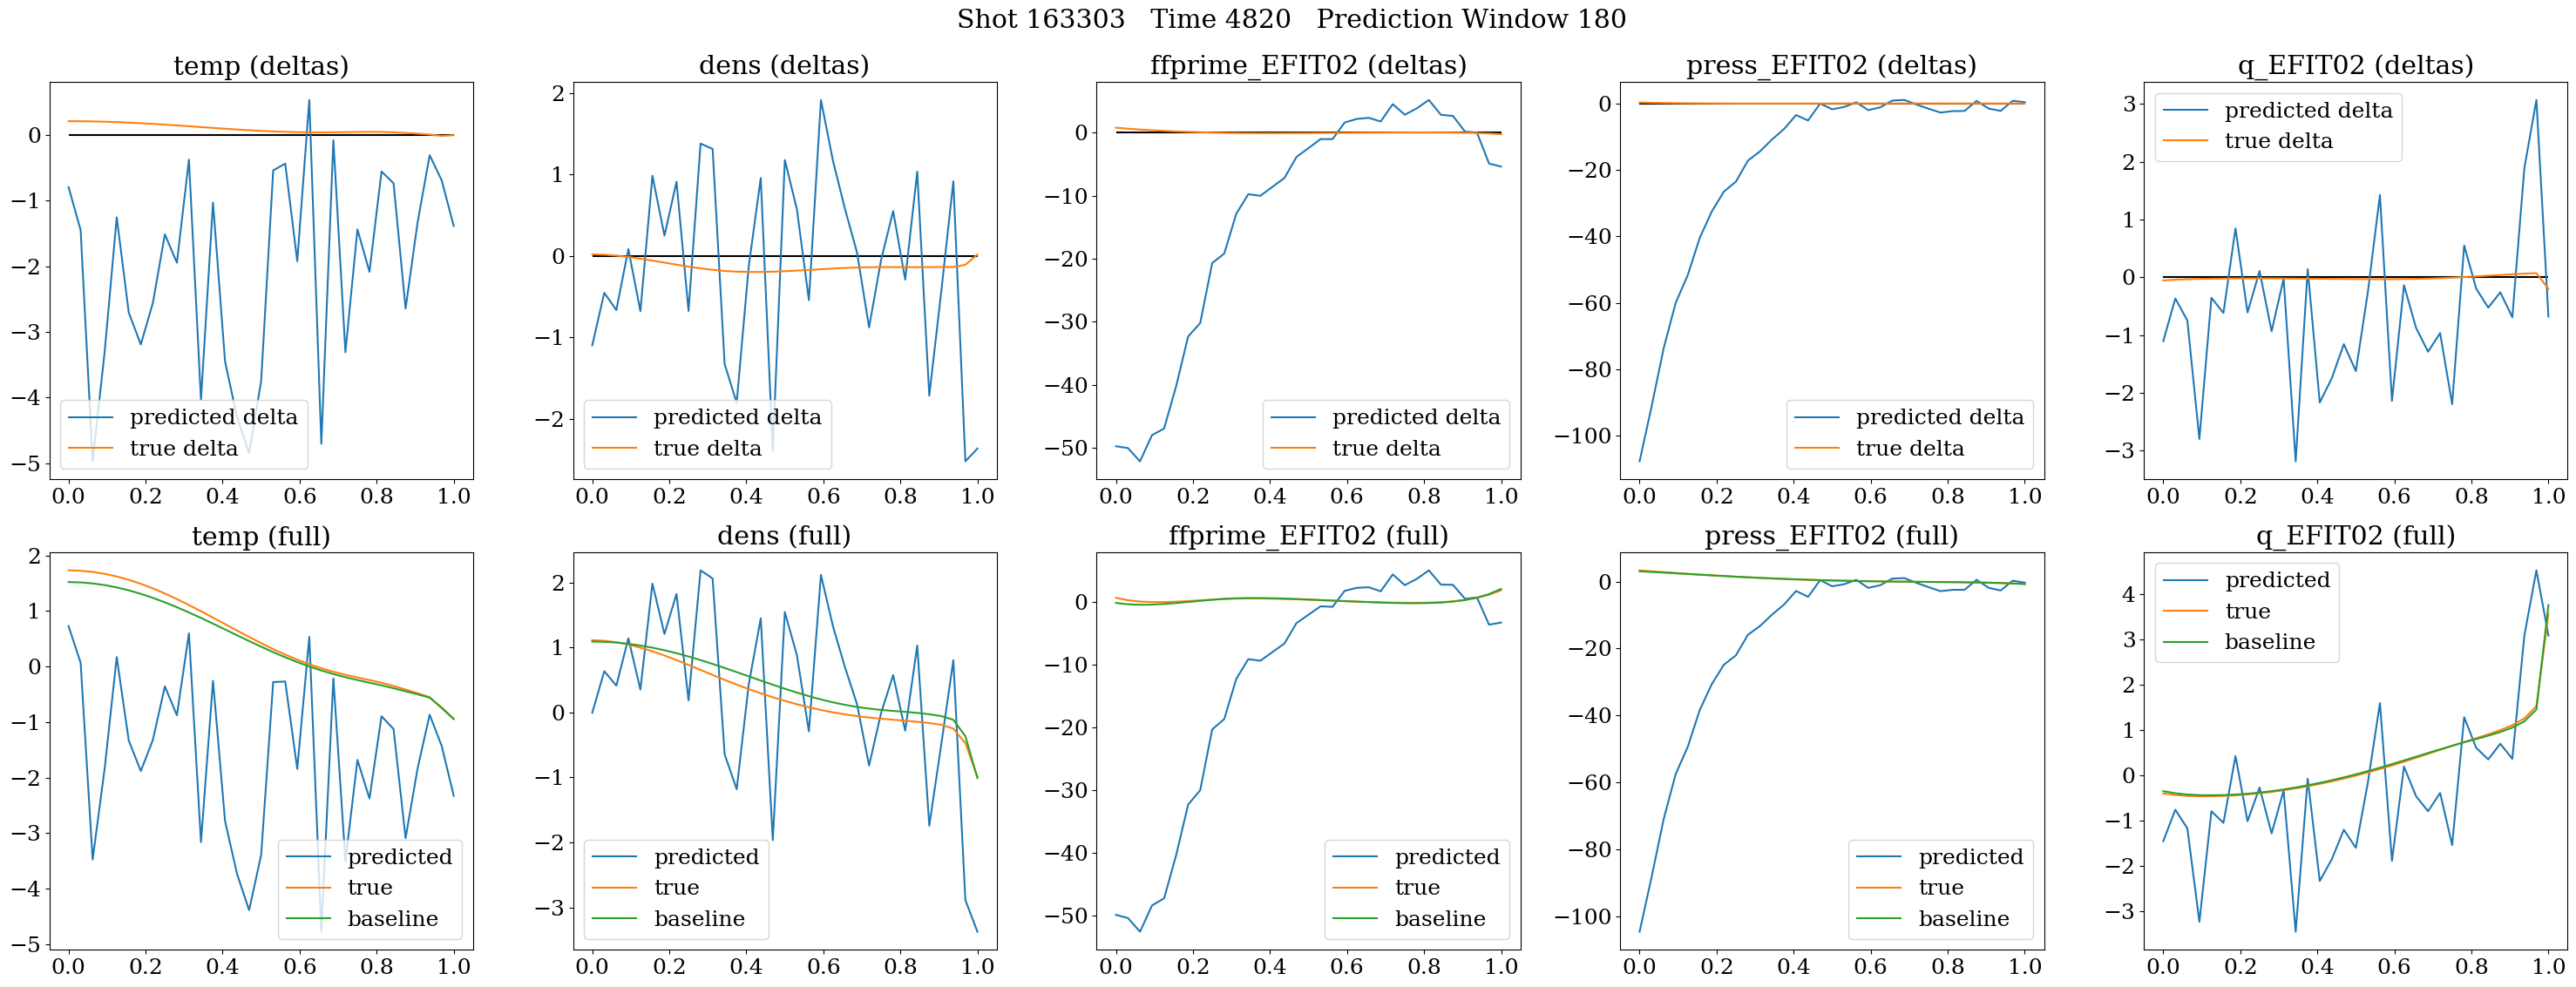 Shot 163303   Time 4820   Prediction Window 180
temp (deltas)
0
−1
−2
−3
−4
−5
0.0 0.2 0.4 0.6 0.8 1.0
predicted delta
true delta
dens (deltas)
2
1
0
−1
−2
0.0 0.2 0.4 0.6 0.8 1.0
predicted delta
true delta
ffprime_EFIT02 (deltas)
0
−10
−20
−30
−40
−50
0.0 0.2 0.4 0.6 0.8 1.0
predicted delta
true delta
press_EFIT02 (deltas)
0
−20
−40
−60
−80
−100
0.0 0.2 0.4 0.6 0.8 1.0
predicted delta
true delta
q_EFIT02 (deltas)
3
2
1
0
−1
−2
−3
0.0 0.2 0.4 0.6 0.8 1.0
predicted delta
true delta
temp (full)
2
1
0
−1
−2
−3
−4
−5
0.0 0.2 0.4 0.6 0.8 1.0
predicted
true
baseline
dens (full)
2
1
0
−1
−2
−3
0.0 0.2 0.4 0.6 0.8 1.0
predicted
true
baseline
ffprime_EFIT02 (full)
0
−10
−20
−30
−40
−50
0.0 0.2 0.4 0.6 0.8 1.0
predicted
true
baseline
press_EFIT02 (full)
0
−20
−40
−60
−80
−100
0.0 0.2 0.4 0.6 0.8 1.0
predicted
true
baseline
q_EFIT02 (full)
4
3
2
1
0
−1
−2
−3
0.0 0.2 0.4 0.6 0.8 1.0
predicted
true
baseline